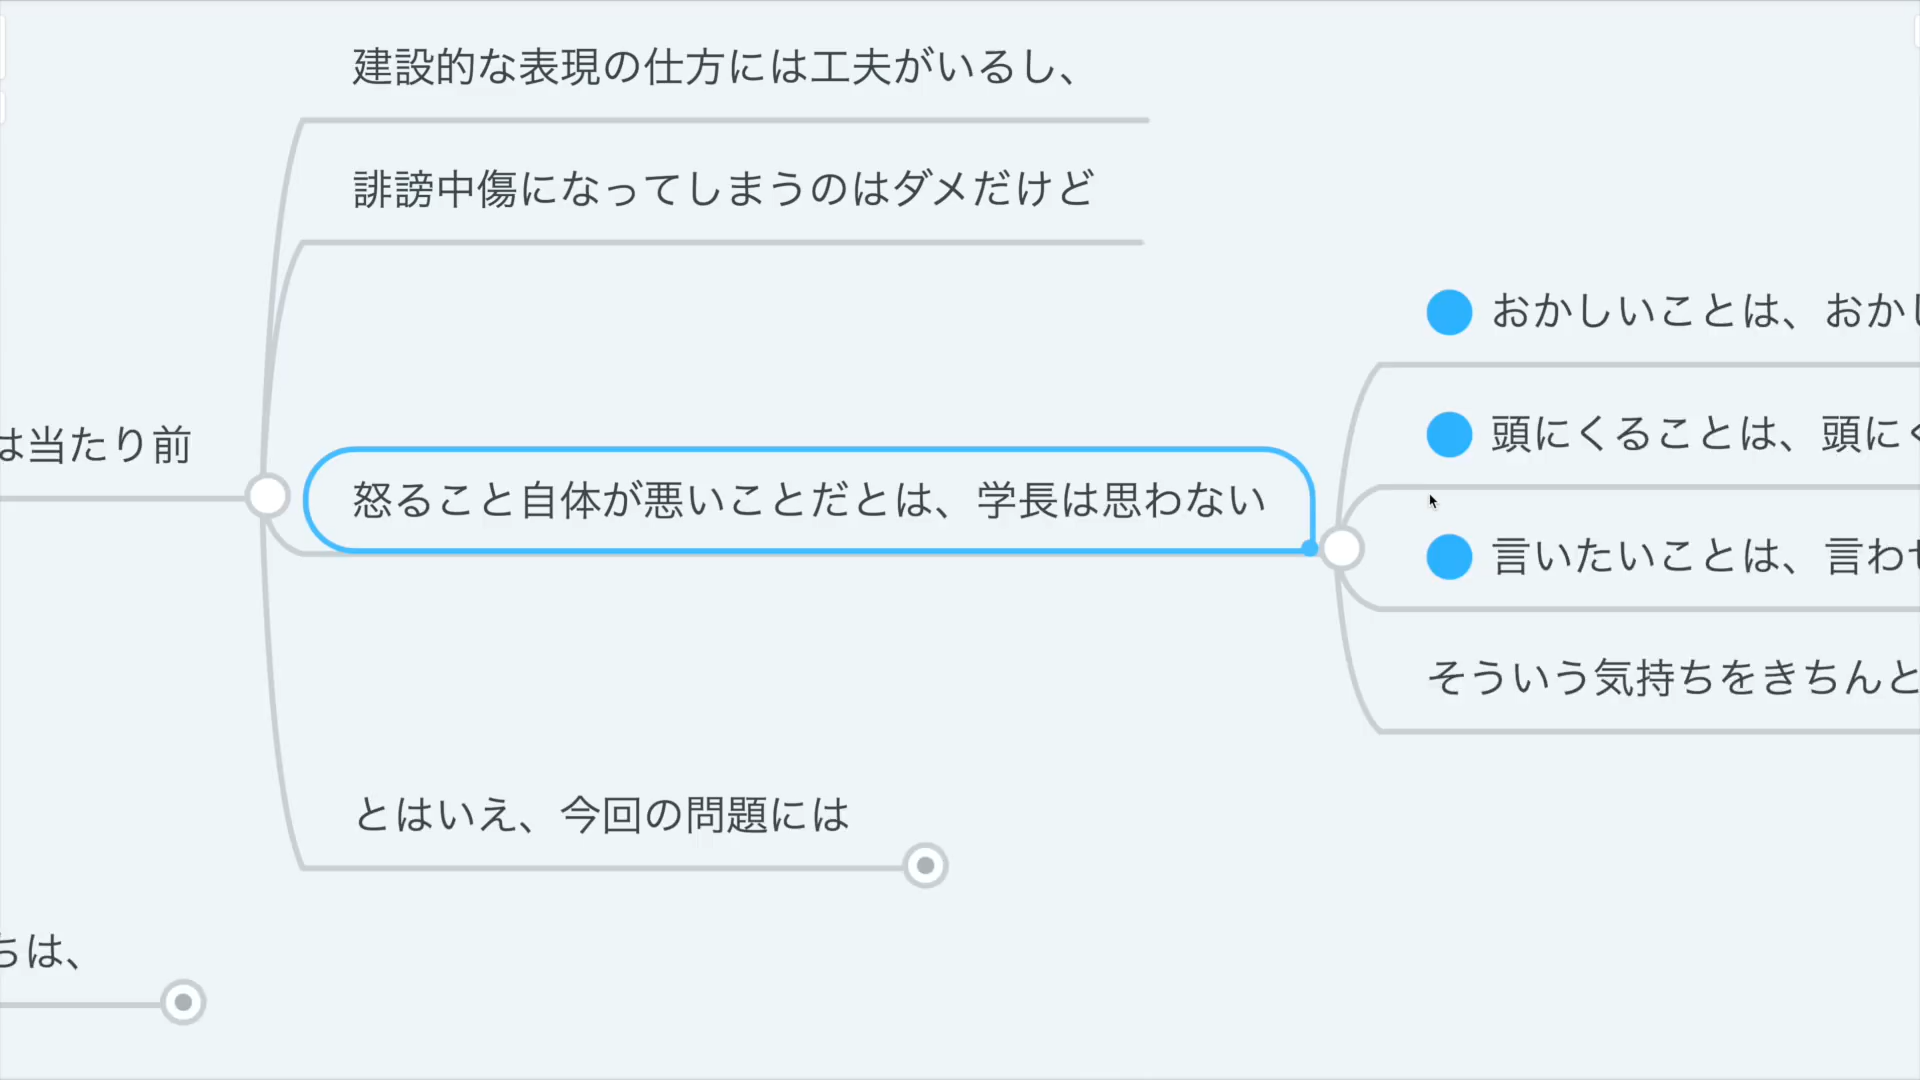 建設的な表現の仕方には工夫がいるし、
誹謗中傷になってしまうのはダメだけど
は当たり前
怒ること自体が悪いことだとは、学長は思わない
おかしいことは、おかし
頭にくることは、頭にく
言いたいことは、言わせ
そういう気持ちをきちんと
とはいえ、今回の問題には
ちは、